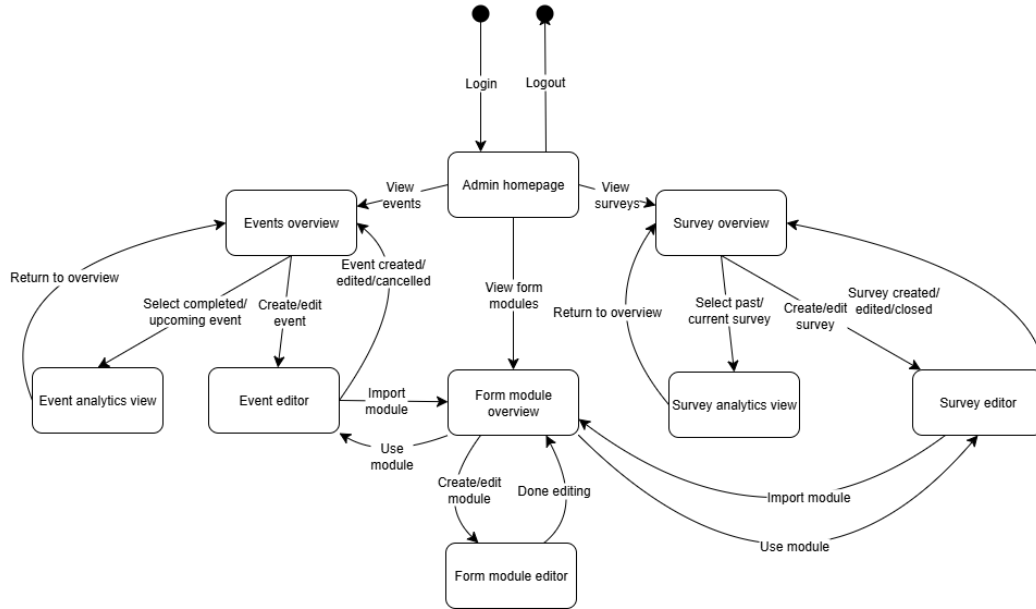 Login
Logout
Admin homepage
View
events
View
surveys
Events overview
Survey overview
Return to overview
Event created/
edited/cancelled
View form
modules
Select completed/
upcoming event
Create/edit
event
Return to overview
Select past/
current survey
Create/edit
survey
Survey created/
edited/closed
Event analytics view
Event editor
Import
module
Form module
overview
Survey analytics view
Survey editor
Use
module
Create/edit
module
Done editing
Import module
Use module
Form module editor